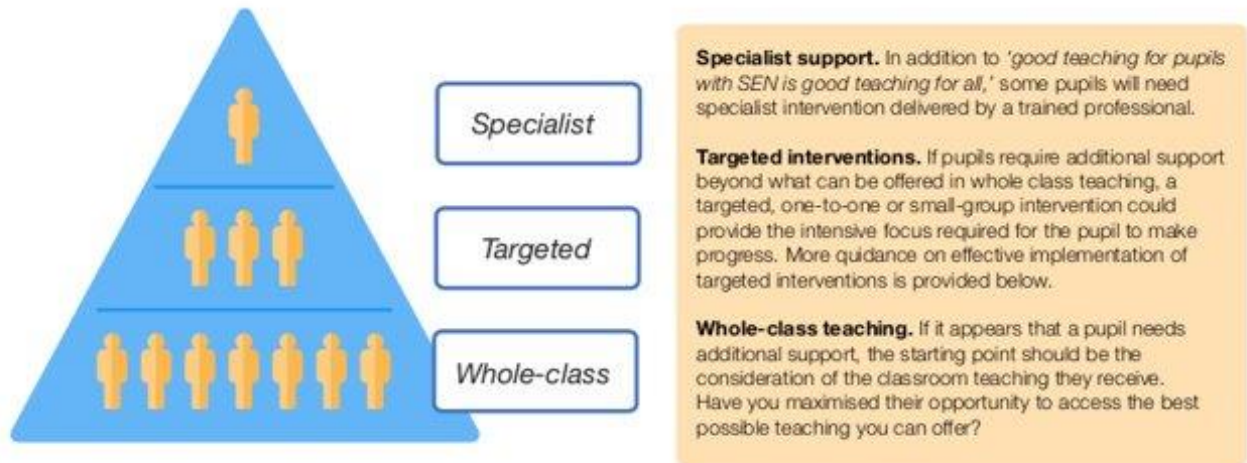 Specialist
Targeted
Whole-class
Specialist support. In addition to 'good teaching for pupils
with SEN is good teaching for all,' some pupils will need
specialist intervention delivered by a trained professional.
Targeted interventions. If pupils require additional support
beyond what can be offered in whole class teaching, a
targeted, one-to-one or small-group intervention could
provide the intensive focus required for the pupil to make
progress. More quidance on effective implementation of
targeted interventions is provided below.
Whole-class teaching. If it appears that a pupil needs
additional support, the starting point should be the
consideration of the classroom teaching they receive.
Have you maximised their opportunity to access the best
possible teaching you can offer?